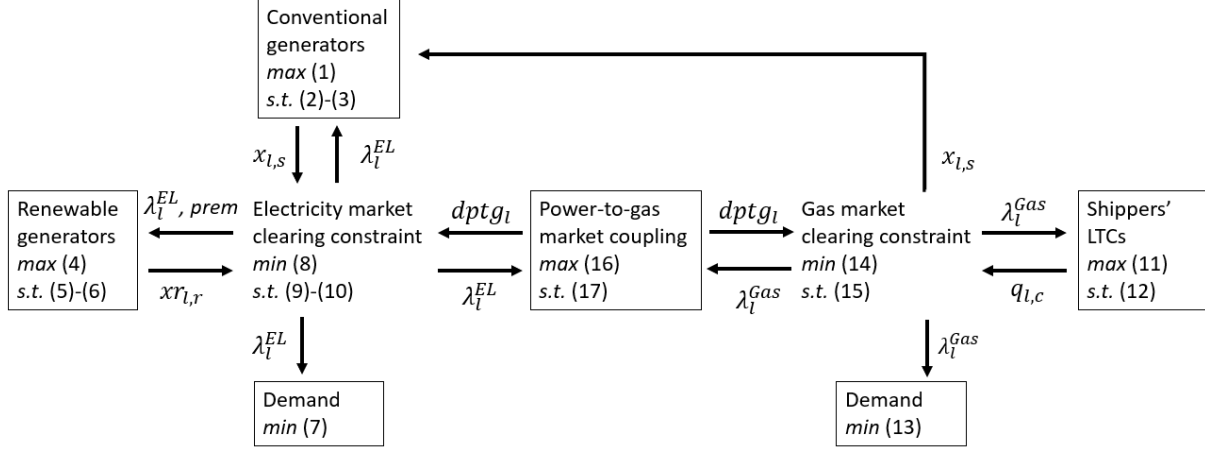 Conventional
generators
max (1)
s.t. (2)-(3)
x_{l,s}
λ_l^{EL}
x_{l,s}
Renewable
generators
max (4)
s.t. (5)-(6)
λ_l^{EL}, prem
xr_{l,r}
Electricity market
clearing constraint
min (8)
s.t. (9)-(10)
dptg_l
λ_l^{EL}
Power-to-gas
market coupling
max (16)
s.t. (17)
dptg_l
λ_l^{Gas}
Gas market
clearing constraint
min (14)
s.t. (15)
λ_l^{Gas}
q_{l,c}
Shippers’
LTCs
max (11)
s.t. (12)
λ_l^{EL}
λ_l^{Gas}
Demand
min (7)
Demand
min (13)